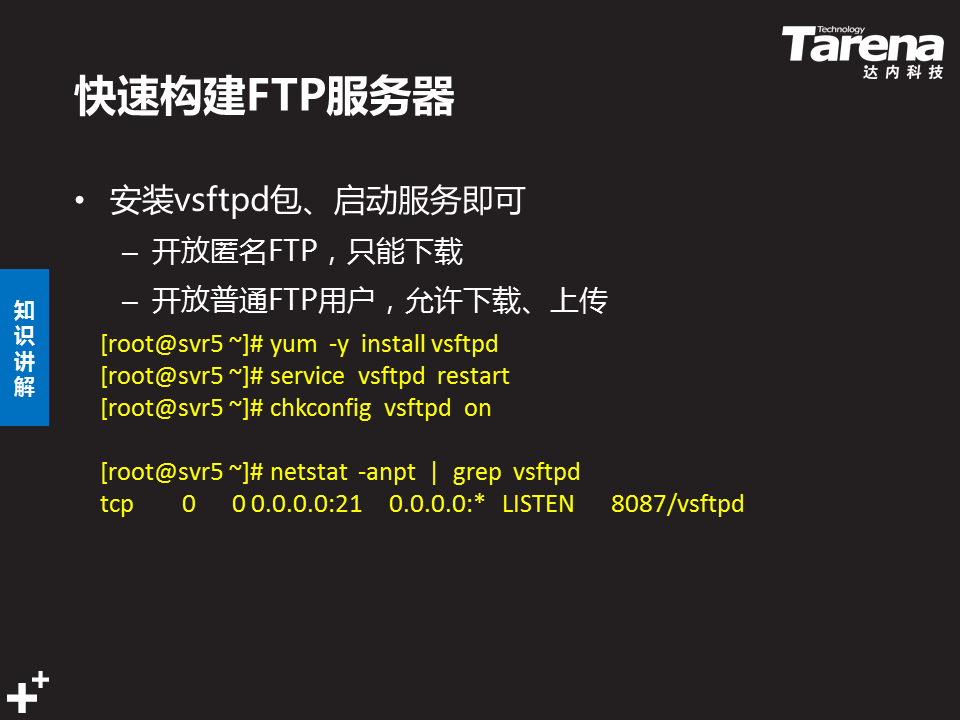 Technology
Tarena
达内科技
快速构建FTP服务器
• 安装vsftpd包、启动服务即可
– 开放匿名FTP，只能下载
– 开放普通FTP用户，允许下载、上传
知识讲解
[root@svr5 ~]# yum -y install vsftpd
[root@svr5 ~]# service vsftpd restart
[root@svr5 ~]# chkconfig vsftpd on
[root@svr5 ~]# netstat -anpt | grep vsftpd
tcp 0 0 0.0.0.0:21 0.0.0.0:* LISTEN 8087/vsftpd